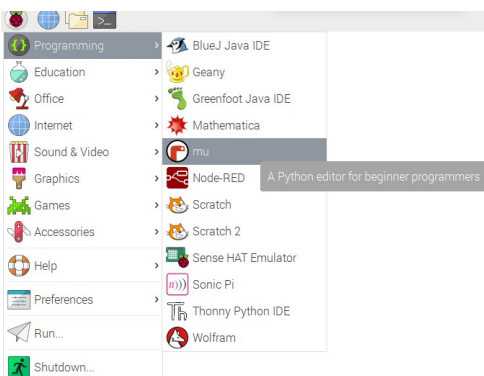 Programming
Education
Office
Internet
Sound & Video
Graphics
Games
Accessories
Help
Preferences
Run...
Shutdown...
BlueJ Java IDE
Geany
Greenfoot Java IDE
Mathematica
mu
Node-RED
Scratch
Scratch 2
Sense HAT Emulator
Sonic Pi
Thonny Python IDE
Wolfram
A Python editor for beginner programmers